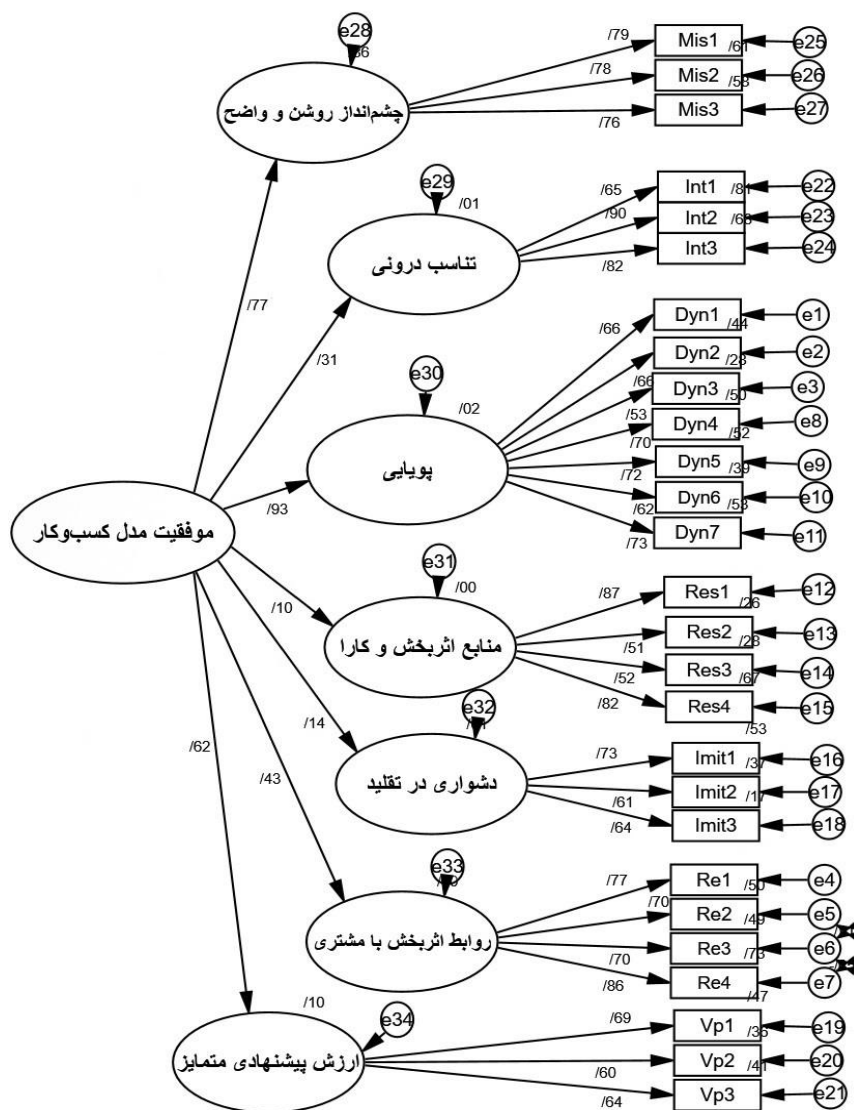 e28
/79
Mis1
/61
e25
/78
Mis2
/58
e26
چشم‌انداز روشن و واضح
/76
Mis3
e27
/77
e29
/01
/65
Int1
/81
e22
/90
Int2
e23
تناسب درونی
/82
Int3
e24
/31
e30
/02
/66
Dyn1
/44
e1
Dyn2
/28
e2
/66
Dyn3
/50
e3
/53
Dyn4
/52
e8
/70
پویایی
/72
Dyn5
/39
e9
/62
Dyn6
/53
e10
/73
Dyn7
e11
/93
موفقیت مدل کسب‌وکار
e31
/00
/87
Res1
/26
e12
/10
منابع اثربخش و کارا
/51
Res2
/28
e13
/52
Res3
/67
e14
/82
Res4
e15
/53
e32
/14
/73
Imit1
/37
e16
دشواری در تقلید
/61
Imit2
/17
e17
/64
Imit3
e18
/62
/43
e33
/77
Re1
/50
e4
/70
Re2
/49
e5
روابط اثربخش با مشتری
/70
Re3
/73
e6
/86
Re4
/47
e7
/10
e34
/69
Vp1
e19
ارزش پیشنهادی متمایز
/60
Vp2
/41
e20
/64
Vp3
e21